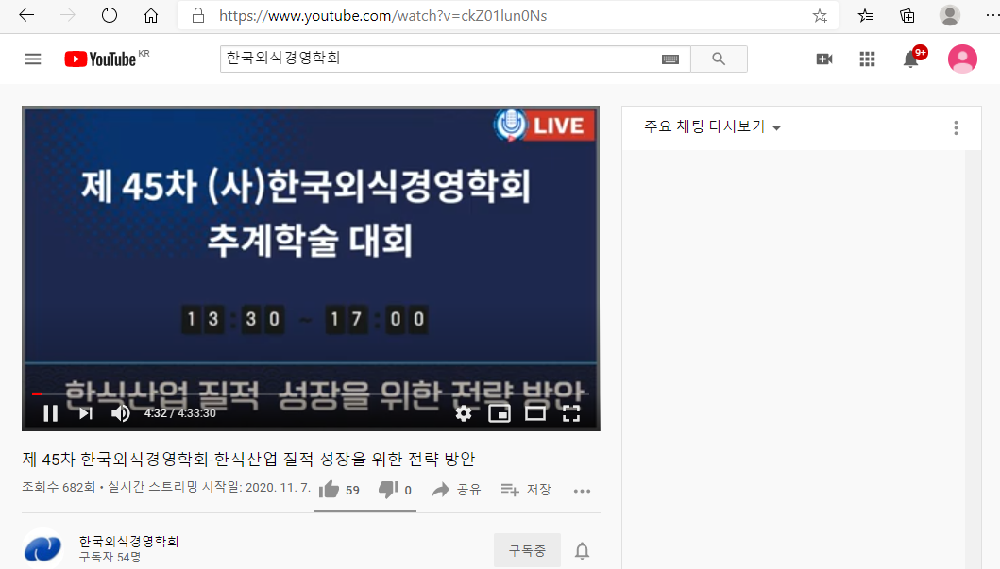 https://www.youtube.com/watch?v=ckZ01lun0Ns
YouTube KR
한국외식경영학회
9+
LIVE
제 45차 (사)한국외식경영학회
추계학술 대회
13:30 ~ 17:00
한식산업 질적 성장을 위한 전략 방안
4:32 / 4:33:30
주요 채팅 다시보기
제 45차 한국외식경영학회-한식산업 질적 성장을 위한 전략 방안
조회수 682회 • 실시간 스트리밍 시작일: 2020. 11. 7.
59
0
공유
저장
한국외식경영학회
구독자 54명
구독중